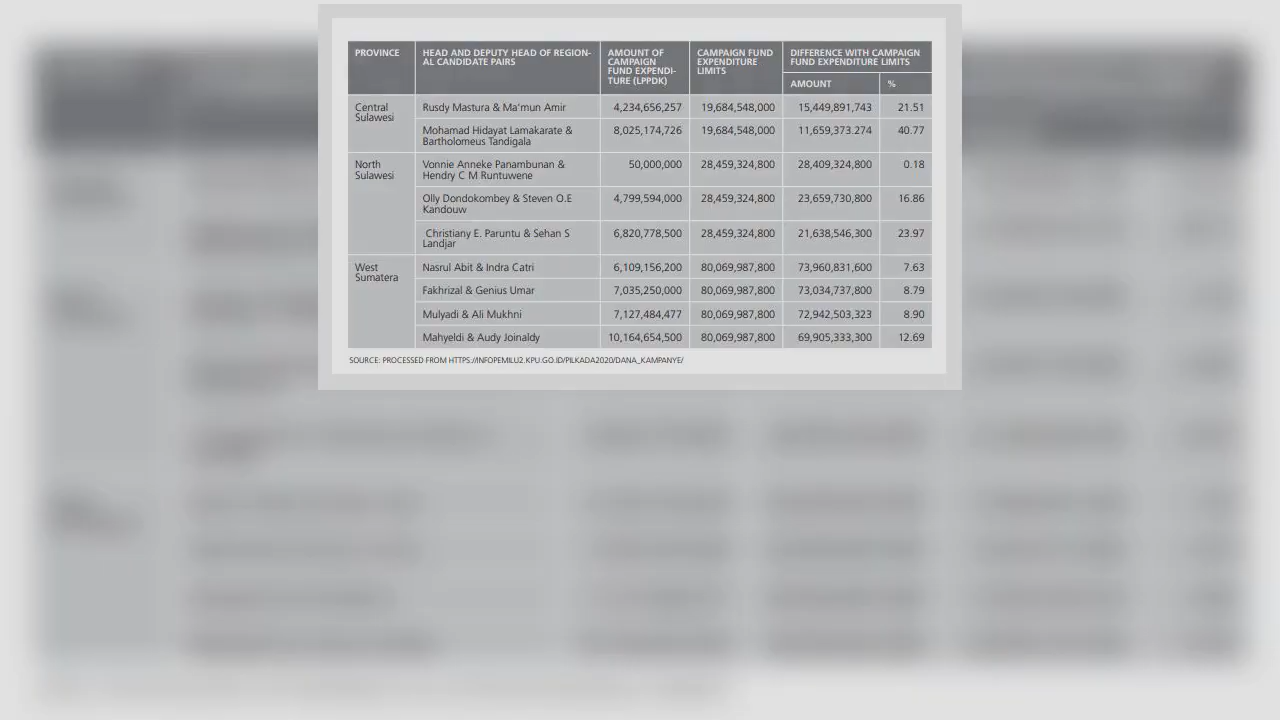 PROVINCE
HEAD AND DEPUTY HEAD OF REGION-
AL CANDIDATE PAIRS
AMOUNT OF
CAMPAIGN
FUND EXPENDI-
TURE (LPPDK)
CAMPAIGN FUND
EXPENDITURE
LIMITS
DIFFERENCE WITH CAMPAIGN
FUND EXPENDITURE LIMITS
AMOUNT %
Central
Sulawesi
Rusdy Mastura & Ma'mun Amir 4,234,656,257 19,684,548,000 15,449,891,743 21.51
Mohamad Hidayat Lamakarate &
Bartholomeus Tandigala
8,025,174,726 19,684,548,000 11,659,373.274 40.77
North
Sulawesi
Vonnie Anneke Panambunan &
Hendry C M Runtuwene
50,000,000 28,459,324,800 28,409,324,800 0.18
Olly Dondokombey & Steven O.E
Kandouw
4,799,594,000 28,459,324,800 23,659,730,800 16.86
Christiany E. Paruntu & Sehan S
Landjar
6,820,778,500 28,459,324,800 21,638,546,300 23.97
West
Sumatera
Nasrul Abit & Indra Catri 6,109,156,200 80,069,987,800 73,960,831,600 7.63
Fakhrizal & Genius Umar 7,035,250,000 80,069,987,800 73,034,737,800 8.79
Mulyadi & Ali Mukhni 7,127,484,477 80,069,987,800 72,942,503,323 8.90
Mahyeldi & Audy Joinaldy 10,164,654,500 80,069,987,800 69,905,333,300 12.69
SOURCE: PROCESSED FROM HTTPS://INFOPEMILU2.KPU.GO.ID/PILKADA2020/DANA_KAMPANYE/